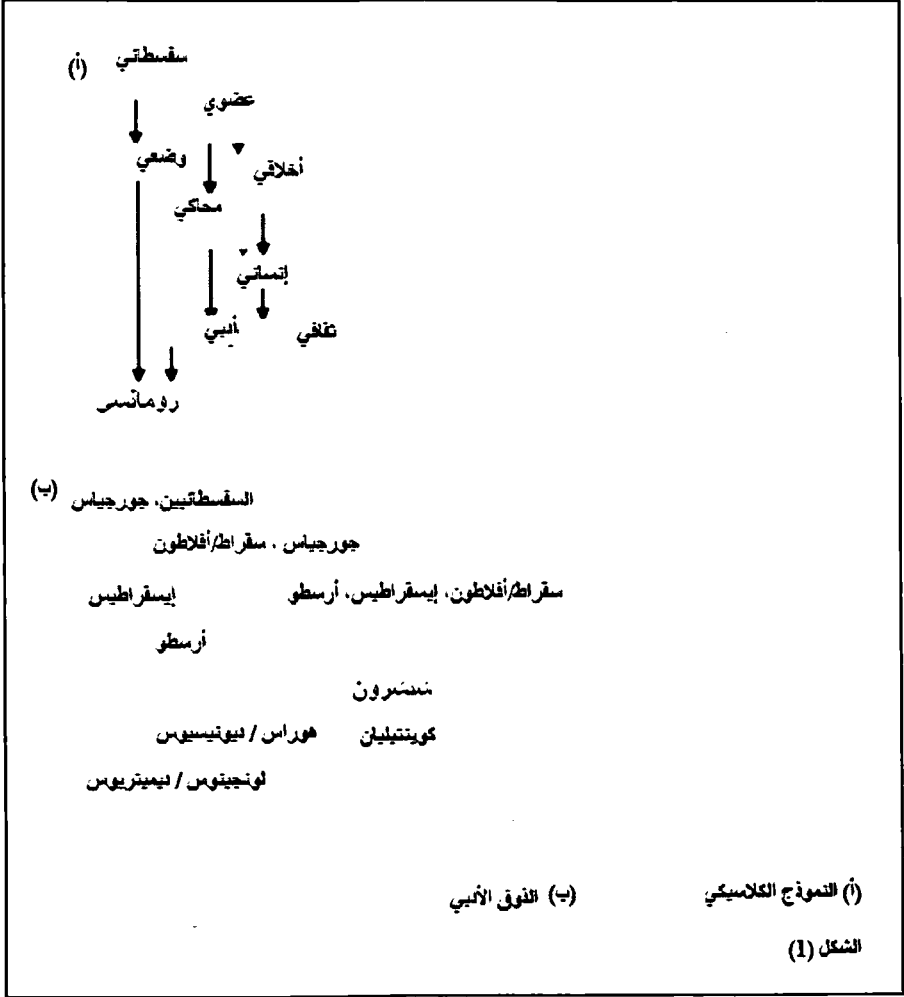 (أ) سفسطائي
عضوي
وضعي
أخلاقي
محاكي
إنساني
أدبي ثقافي
رومانسي
(ب) السفسطائيين، جورجياس
جورجياس ، سقراط/أفلاطون
إيسقراطيس سقراط/أفلاطون، إيسقراطيس، أرسطو
أرسطو
شيشرون
هوراس / ديونيسيوس كوينتيليان
لونجينوس / ديميتريوس
(أ) النموذج الكلاسيكي (ب) الذوق الأدبي
الشكل (1)